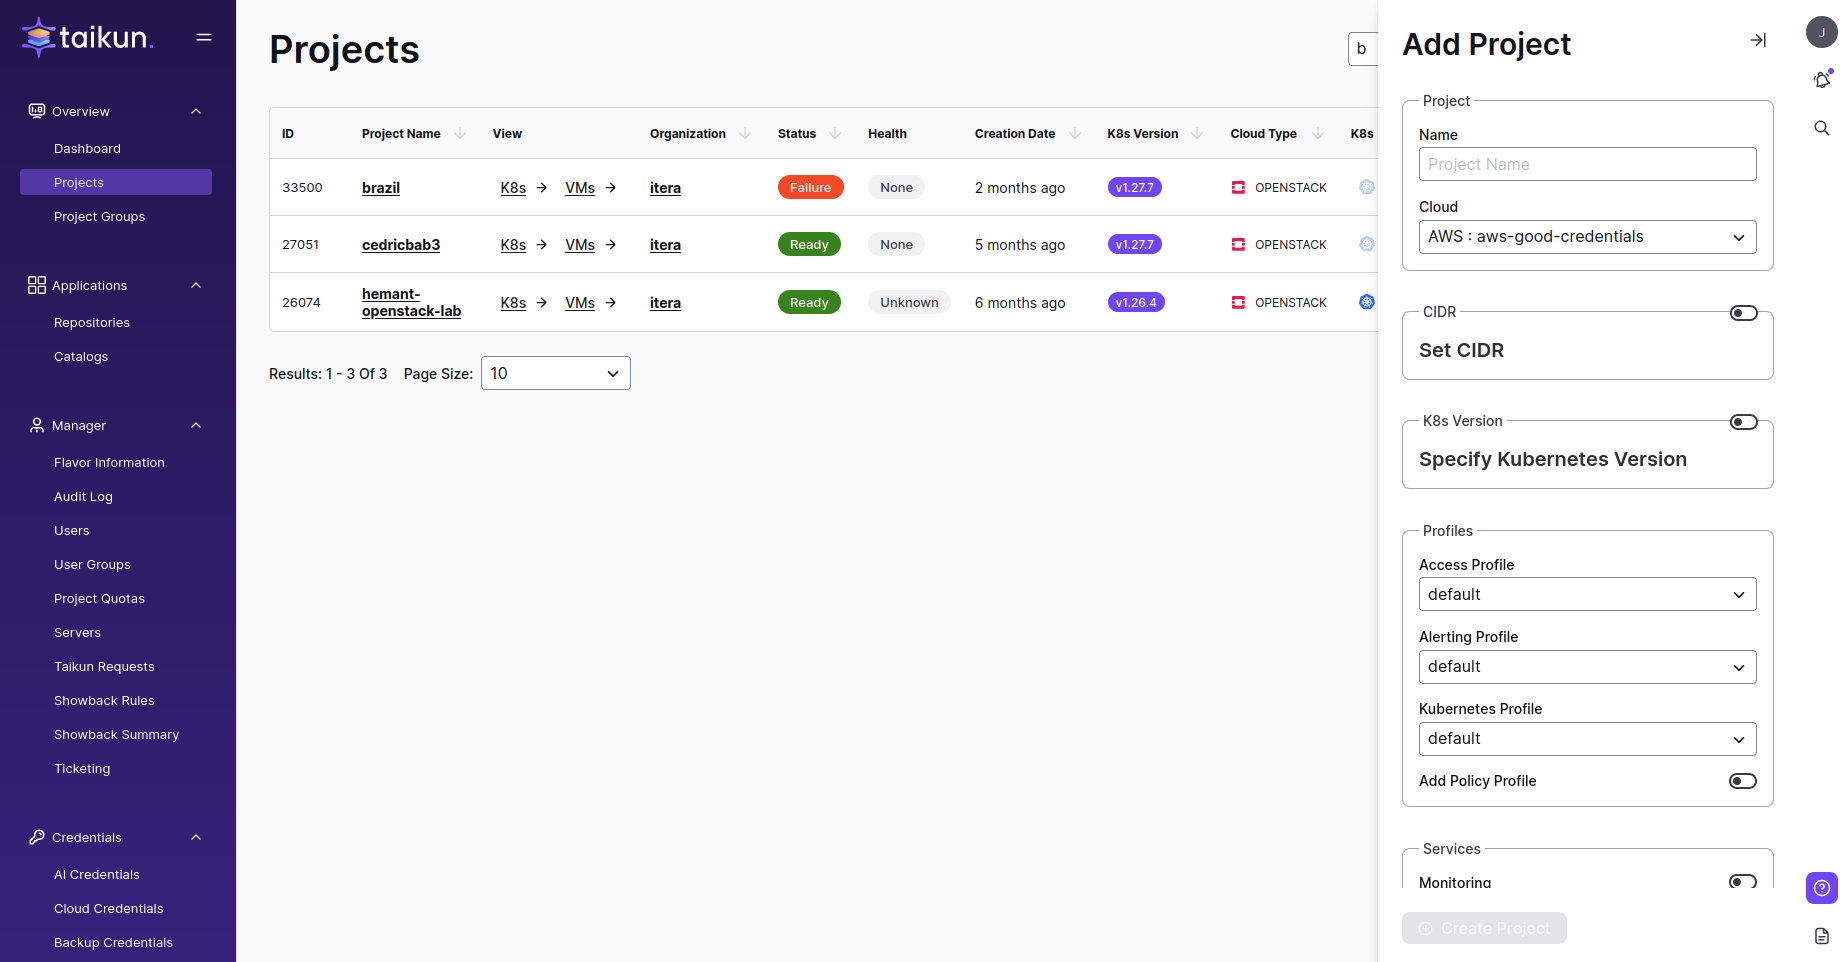 taikun.
Overview
Dashboard
Projects
Project Groups
Applications
Repositories
Catalogs
Manager
Flavor Information
Audit Log
Users
User Groups
Project Quotas
Servers
Taikun Requests
Showback Rules
Showback Summary
Ticketing
Credentials
AI Credentials
Cloud Credentials
Backup Credentials
Projects
b
ID Project Name View Organization Status Health Creation Date K8s Version Cloud Type K8s
33500 brazil K8s VMs itera Failure None 2 months ago v1.27.7 OPENSTACK
27051 cedricbab3 K8s VMs itera Ready None 5 months ago v1.27.7 OPENSTACK
26074 hemant-
openstack-lab K8s VMs itera Ready Unknown 6 months ago v1.26.4 OPENSTACK
Results: 1 - 3 Of 3 Page Size: 10
Add Project
Project
Name
Project Name
Cloud
AWS : aws-good-credentials
CIDR
Set CIDR
K8s Version
Specify Kubernetes Version
Profiles
Access Profile
default
Alerting Profile
default
Kubernetes Profile
default
Add Policy Profile
Services
Monitoring
Create Project
J